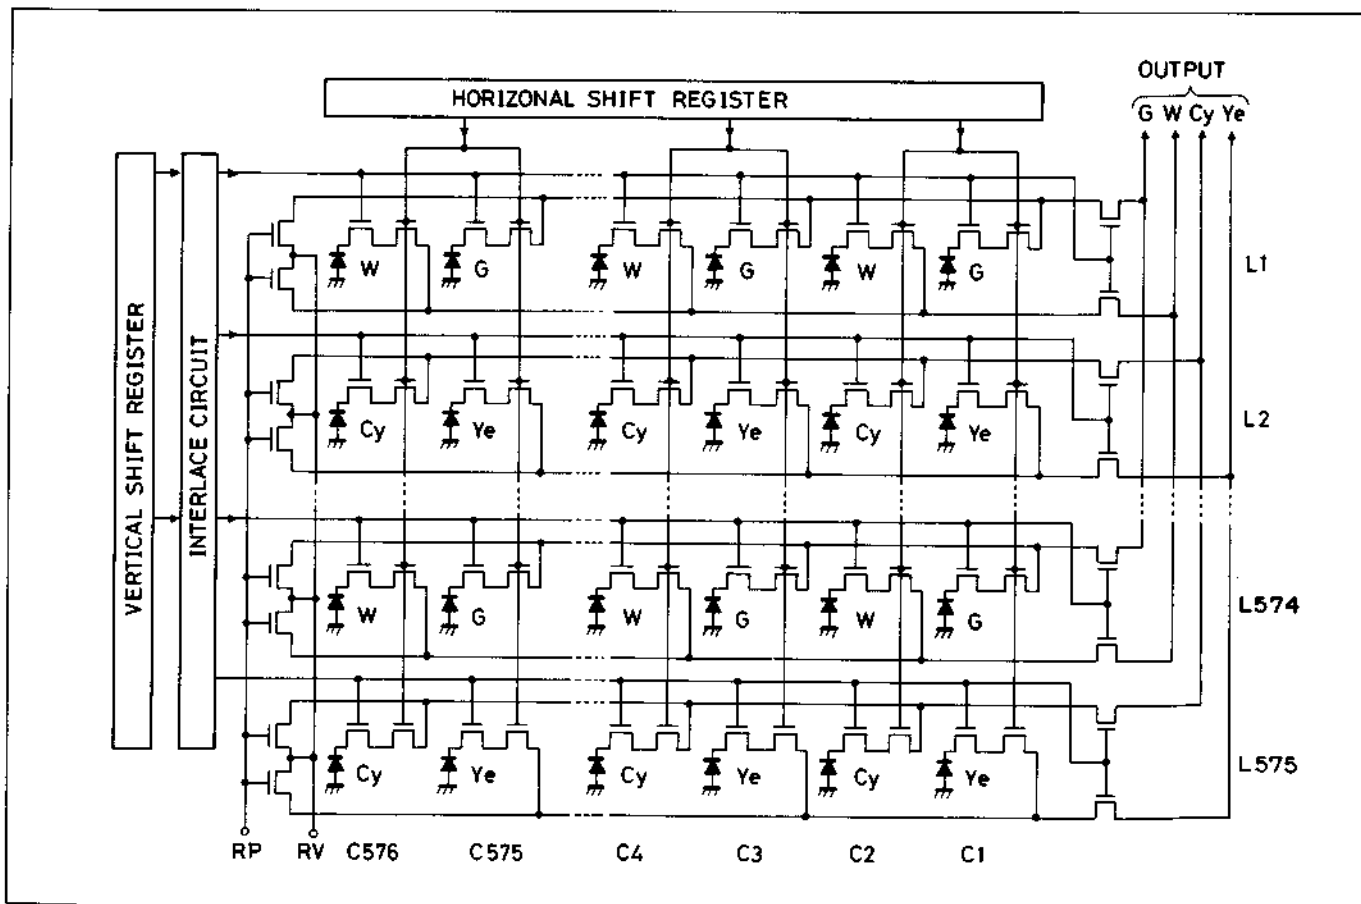 OUTPUT
HORIZONAL SHIFT REGISTER
G W Cy Ye
VERTICAL SHIFT REGISTER
INTERLACE CIRCUIT
W G W G W G
L1
Cy Ye Cy Ye Cy Ye
L2
W G W G W G
L574
Cy Ye Cy Ye Cy Ye
L575
RP RV C576 C575 C4 C3 C2 C1